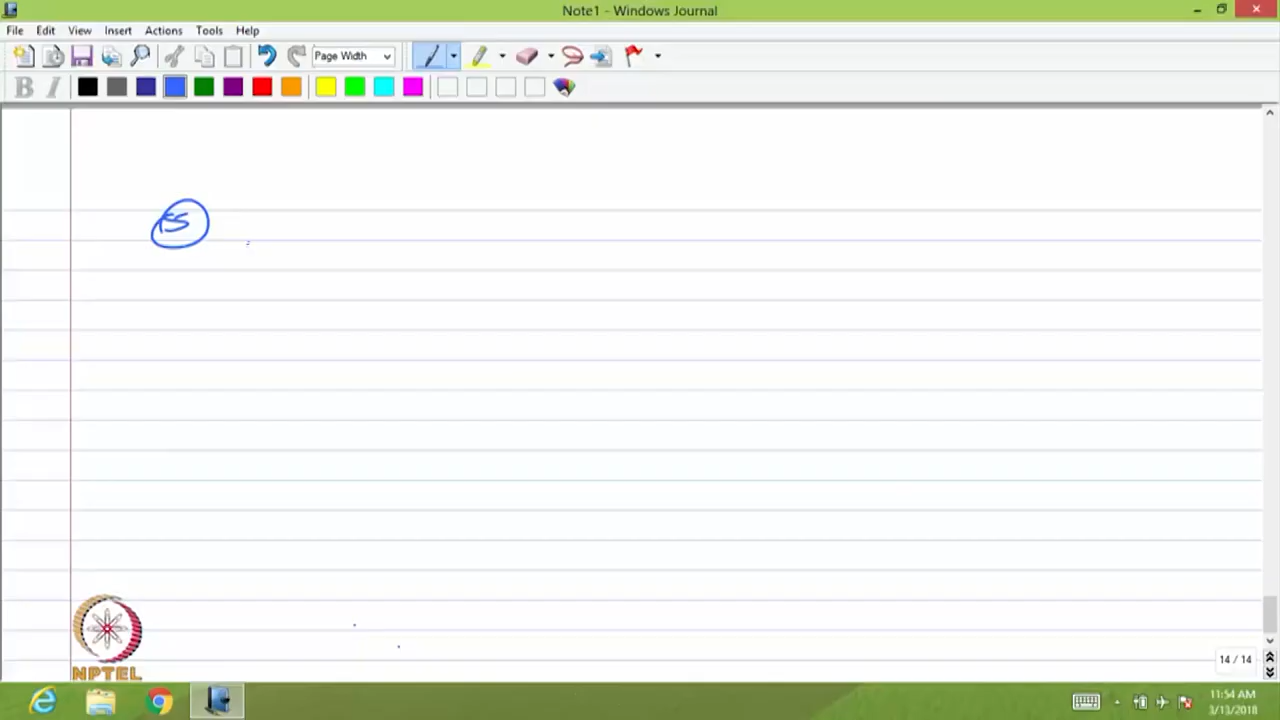 Note1 - Windows Journal
File Edit View Insert Actions Tools Help
Page Width
B I
15
NPTEL
14 / 14
11:54 AM
3/13/2018